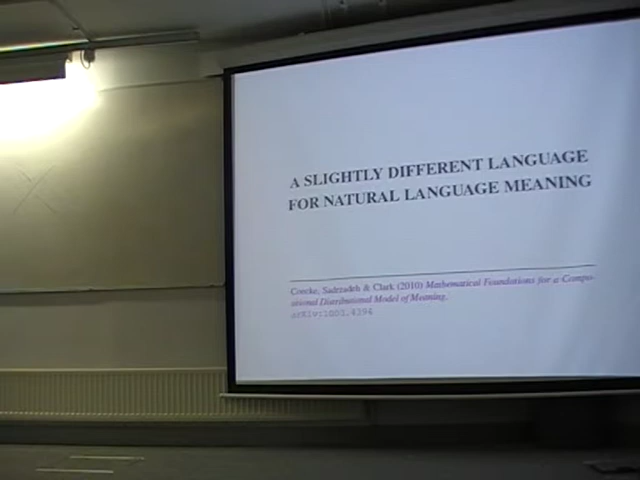 A SLIGHTLY DIFFERENT LANGUAGE
FOR NATURAL LANGUAGE MEANING
Coecke, Sadrzadeh & Clark (2010) Mathematical Foundations for a Compo-
sitional Distributional Model of Meaning.
arXiv:1003.4394